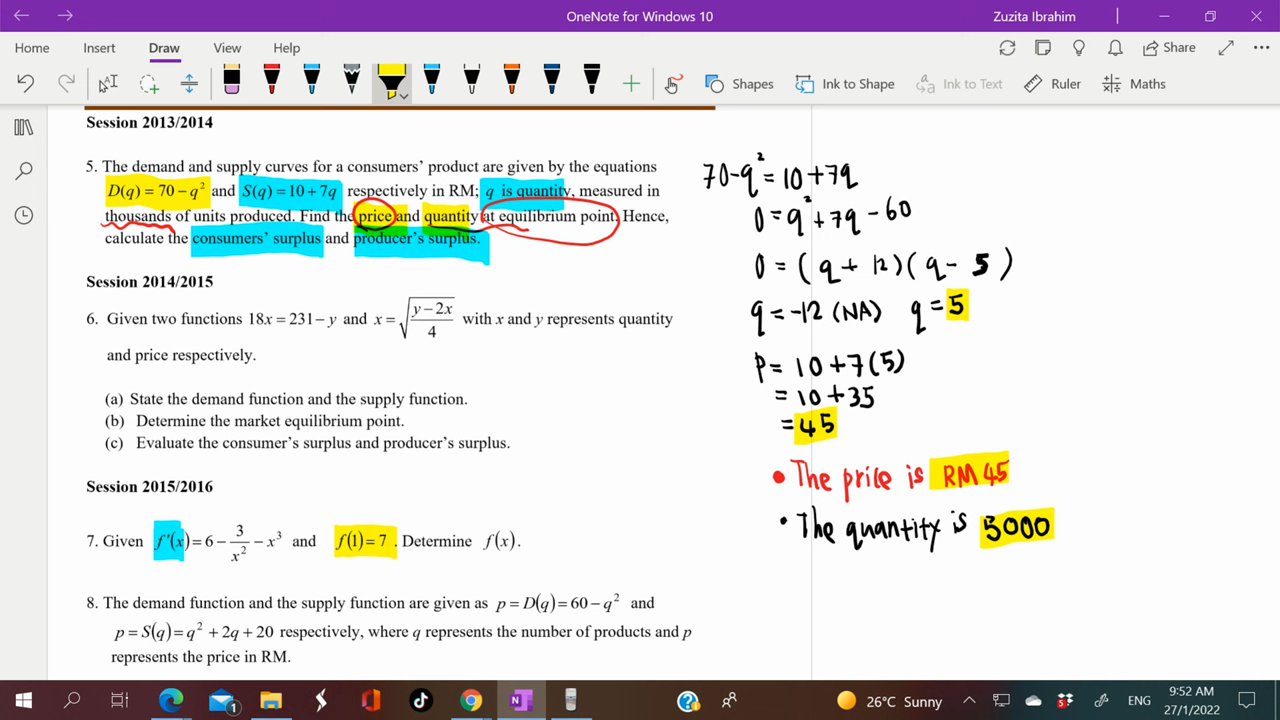 OneNote for Windows 10
Zuzita Ibrahim
Home Insert Draw View Help
Share
Shapes Ink to Shape Ink to Text Ruler Maths
Session 2013/2014
5. The demand and supply curves for a consumers' product are given by the equations
D(q) = 70 − q² and S(q) = 10 + 7q respectively in RM; q is quantity, measured in
thousands of units produced. Find the price and quantity at equilibrium point. Hence,
calculate the consumers' surplus and producer's surplus.
Session 2014/2015
6. Given two functions 18x = 231 − y and x = √((y − 2x)/4) with x and y represents quantity
and price respectively.
(a) State the demand function and the supply function.
(b) Determine the market equilibrium point.
(c) Evaluate the consumer's surplus and producer's surplus.
Session 2015/2016
7. Given f'(x) = 6 − 3/x² − x³ and f(1) = 7. Determine f(x).
8. The demand function and the supply function are given as p = D(q) = 60 − q² and
p = S(q) = q² + 2q + 20 respectively, where q represents the number of products and p
represents the price in RM.
70 - q² = 10 + 7q
0 = q² + 7q - 60
0 = (q + 12)(q - 5)
q = -12 (NA) q = 5
P = 10 + 7(5)
= 10 + 35
= 45
• The price is RM 45
• The quantity is 5000
1
5
26°C Sunny
ENG
9:52 AM
27/1/2022